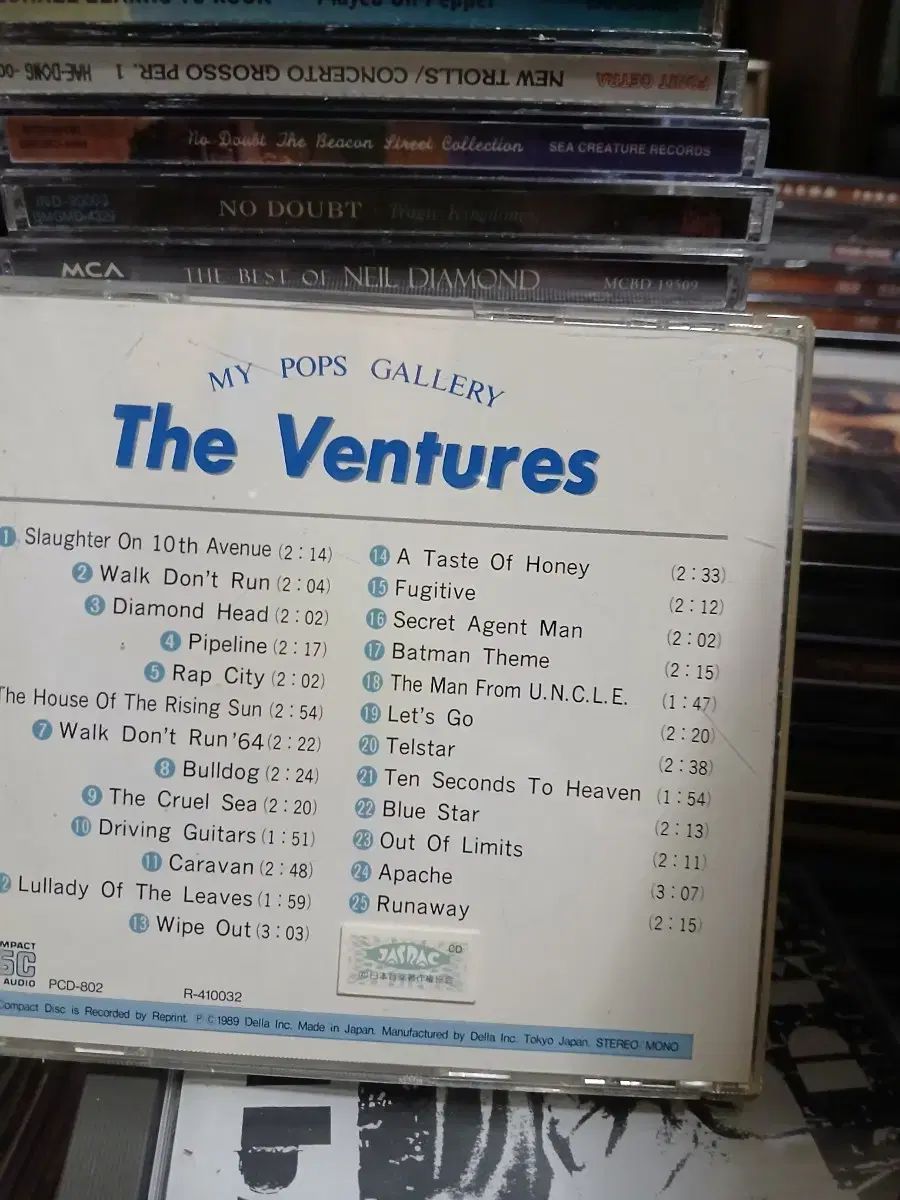 NEW TROLLS/ CONCERTO GROSSO PER. 1 HAE-DONG
No Doubt The Beacon Street Collection SEA CREATURE RECORDS
NO DOUBT Tragic Kingdom
MCA THE BEST OF NEIL DIAMOND MCBD 19509
MY POPS GALLERY
The Ventures
1 Slaughter On 10th Avenue (2:14)
2 Walk Don't Run (2:04)
3 Diamond Head (2:02)
4 Pipeline (2:17)
5 Rap City (2:02)
The House Of The Rising Sun (2:54)
7 Walk Don't Run '64 (2:22)
8 Bulldog (2:24)
9 The Cruel Sea (2:20)
10 Driving Guitars (1:51)
11 Caravan (2:48)
2 Lullady Of The Leaves (1:59)
13 Wipe Out (3:03)
14 A Taste Of Honey (2:33)
15 Fugitive (2:12)
16 Secret Agent Man (2:02)
17 Batman Theme (2:15)
18 The Man From U.N.C.L.E. (1:47)
19 Let's Go (2:20)
20 Telstar (2:38)
21 Ten Seconds To Heaven (1:54)
22 Blue Star (2:13)
23 Out Of Limits (2:11)
24 Apache (3:07)
25 Runaway (2:15)
JASRAC CD
MPACT
SC
AUDIO
PCD-802 R-410032
Compact Disc is Recorded by Reprint. P C 1989 Della Inc. Made in Japan. Manufactured by Della Inc. Tokyo Japan. STEREO/MONO